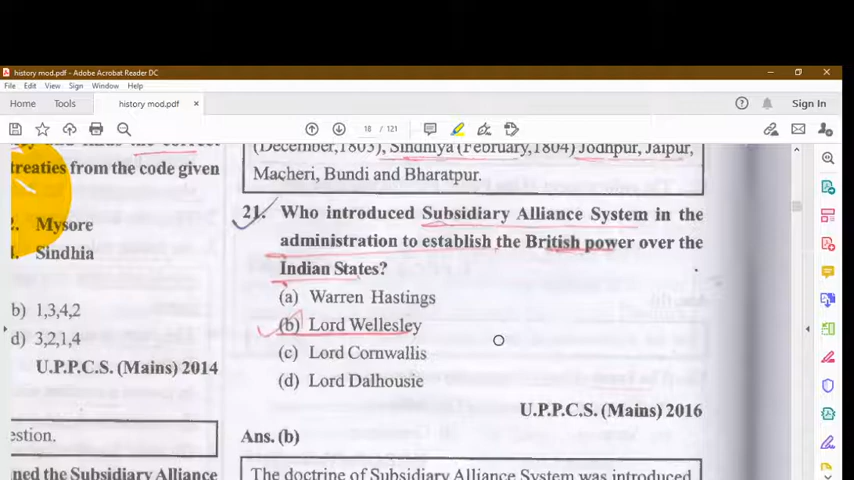 history mod.pdf - Adobe Acrobat Reader DC
File Edit View Sign Window Help
Home Tools history mod.pdf × Sign In
18 / 121
the correct
treaties from the code given
2. Mysore
Sindhia
b) 1,3,4,2
d) 3,2,1,4
U.P.P.C.S. (Mains) 2014
estion.
ned the Subsidiary Alliance
(December,1803), Sindhiya (February,1804) Jodhpur, Jaipur,
Macheri, Bundi and Bharatpur.
21. Who introduced Subsidiary Alliance System in the
administration to establish the British power over the
Indian States?
(a) Warren Hastings
(b) Lord Wellesley
(c) Lord Cornwallis
(d) Lord Dalhousie
U.P.P.C.S. (Mains) 2016
Ans. (b)
The doctrine of Subsidiary Alliance System was introduced